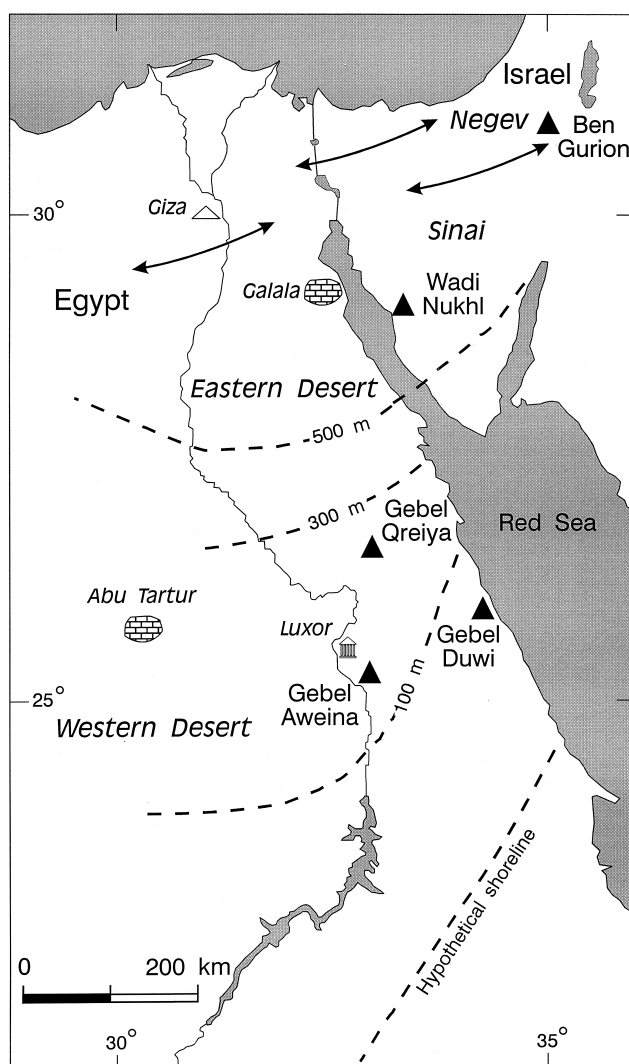 Israel
Negev
Ben
Gurion
30°
Giza
Sinai
Galala
Wadi
Nukhl
Egypt
Eastern Desert
500 m
300 m
Gebel
Qreiya
Red Sea
Abu Tartur
Luxor
Gebel
Duwi
Gebel
Aweina
100 m
25°
Western Desert
Hypothetical shoreline
0 200 km
30°
35°